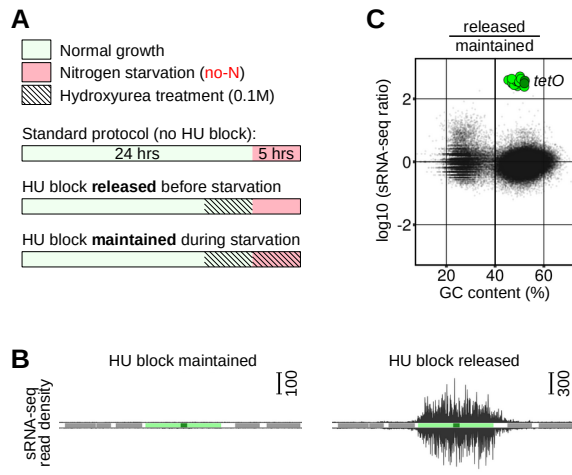 A
Normal growth
Nitrogen starvation (no-N)
Hydroxyurea treatment (0.1M)
Standard protocol (no HU block):
24 hrs
5 hrs
HU block released before starvation
HU block maintained during starvation
C
released
maintained
tetO
log10 (sRNA-seq ratio)
2
0
-2
20
40
60
GC content (%)
B
HU block maintained
HU block released
sRNA-seq
read density
100
300